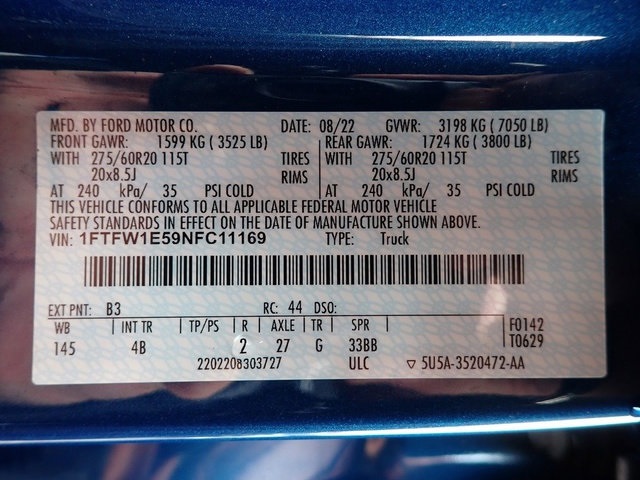 MFD. BY FORD MOTOR CO. DATE: 08/22 GVWR: 3198 KG ( 7050 LB)
FRONT GAWR: 1599 KG ( 3525 LB) REAR GAWR: 1724 KG ( 3800 LB)
WITH 275/60R20 115T TIRES WITH 275/60R20 115T TIRES
20x8.5J RIMS 20x8.5J RIMS
AT 240 kPa/ 35 PSI COLD AT 240 kPa/ 35 PSI COLD
THIS VEHICLE CONFORMS TO ALL APPLICABLE FEDERAL MOTOR VEHICLE
SAFETY STANDARDS IN EFFECT ON THE DATE OF MANUFACTURE SHOWN ABOVE.
VIN: 1FTFW1E59NFC11169 TYPE: Truck
EXT PNT: B3 RC: 44 DSO:
WB INT TR TP/PS R AXLE TR SPR F0142
145 4B 2 27 G 33BB T0629
2202208303727 ULC ▽ 5U5A-3520472-AA